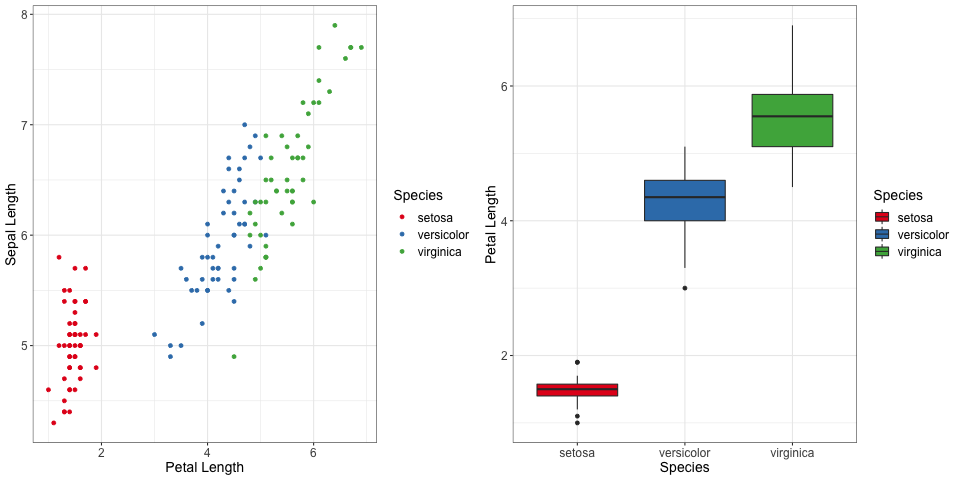 8
7
6
5
Sepal Length
2
4
6
Petal Length
Species
setosa
versicolor
virginica
6
4
2
Petal Length
setosa
versicolor
virginica
Species
Species
setosa
versicolor
virginica